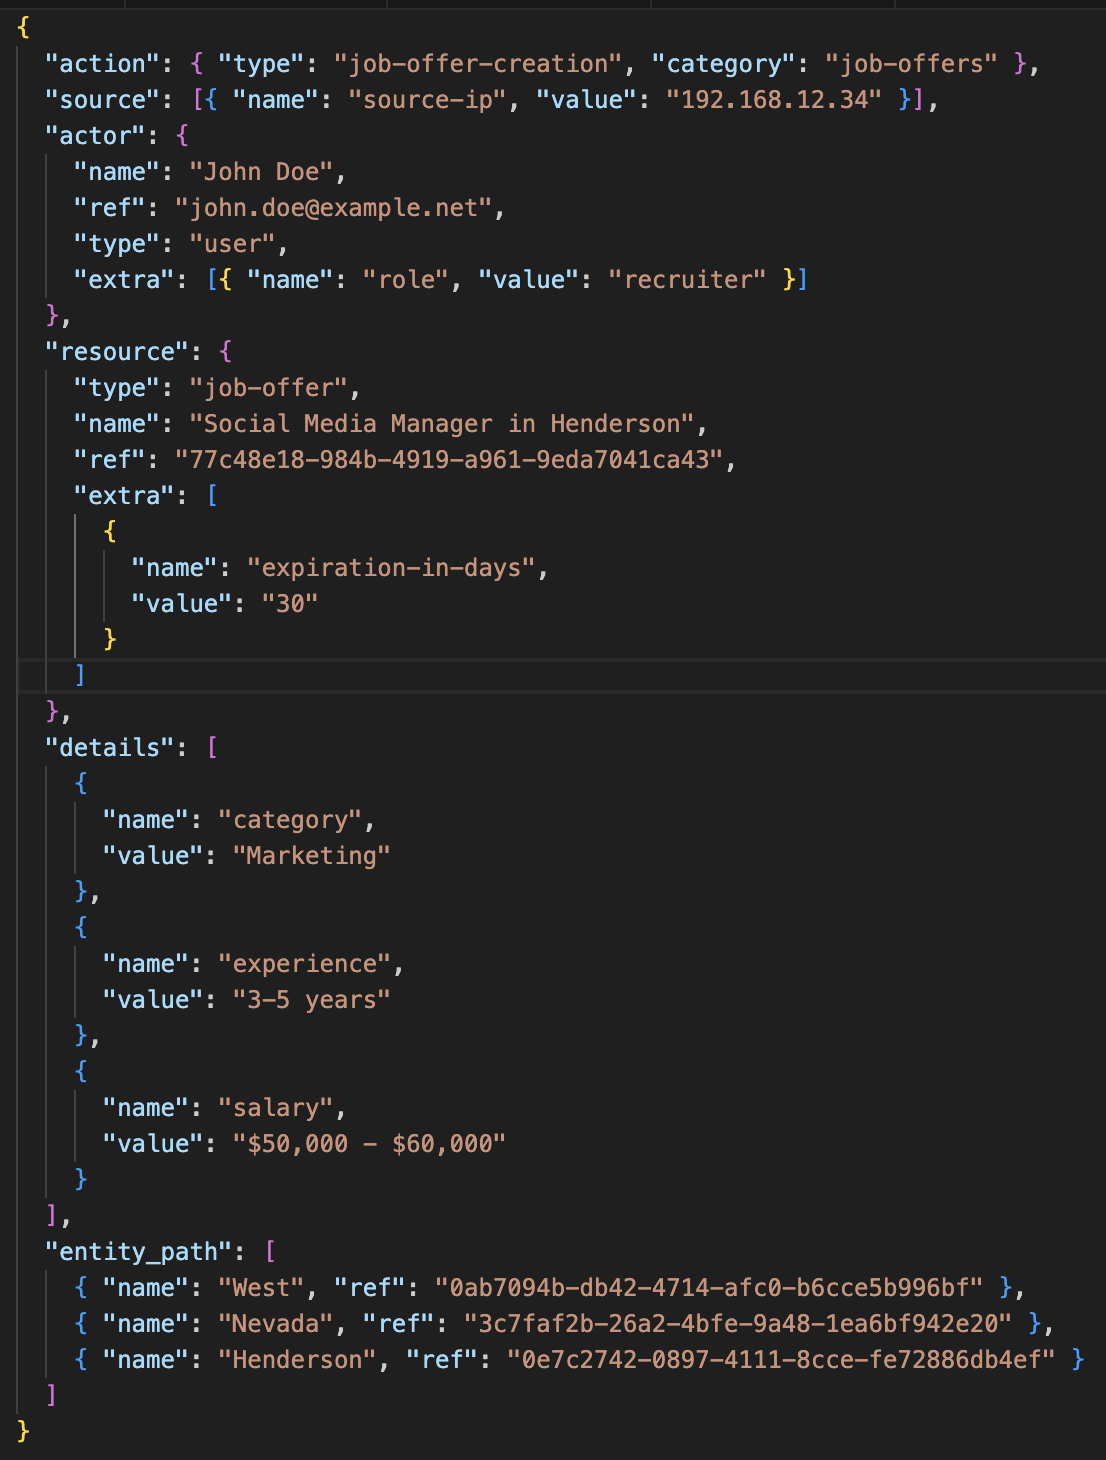 {
  "action": { "type": "job-offer-creation", "category": "job-offers" },
  "source": [{ "name": "source-ip", "value": "192.168.12.34" }],
  "actor": {
    "name": "John Doe",
    "ref": "john.doe@example.net",
    "type": "user",
    "extra": [{ "name": "role", "value": "recruiter" }]
  },
  "resource": {
    "type": "job-offer",
    "name": "Social Media Manager in Henderson",
    "ref": "77c48e18-984b-4919-a961-9eda7041ca43",
    "extra": [
      {
        "name": "expiration-in-days",
        "value": "30"
      }
    ]
  },
  "details": [
    {
      "name": "category",
      "value": "Marketing"
    },
    {
      "name": "experience",
      "value": "3-5 years"
    },
    {
      "name": "salary",
      "value": "$50,000 - $60,000"
    }
  ],
  "entity_path": [
    { "name": "West", "ref": "0ab7094b-db42-4714-afc0-b6cce5b996bf" },
    { "name": "Nevada", "ref": "3c7faf2b-26a2-4bfe-9a48-1ea6bf942e20" },
    { "name": "Henderson", "ref": "0e7c2742-0897-4111-8cce-fe72886db4ef" }
  ]
}